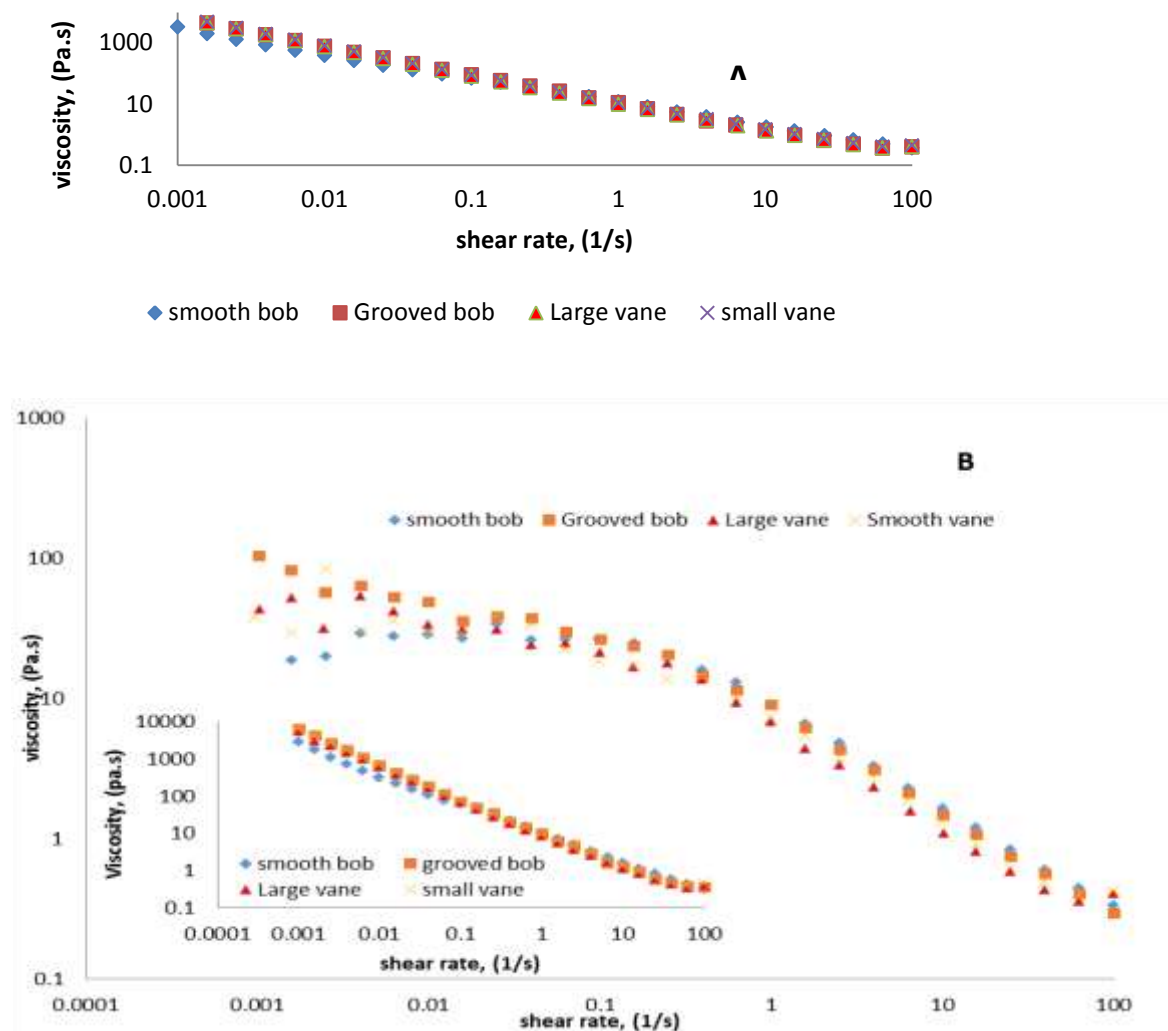 1000
10
0.1
viscosity, (Pa.s)
A
0.001 0.01 0.1 1 10 100
shear rate, (1/s)
smooth bob Grooved bob Large vane small vane
1000
B
smooth bob Grooved bob Large vane Smooth vane
100
viscosity, (Pa.s)
10
10000
1000
100
10
1
0.1
Viscosity, (pa.s)
smooth bob grooved bob
Large vane small vane
0.0001 0.001 0.01 0.1 1 10 100
shear rate, (1/s)
1
0.1
0.0001 0.001 0.01 0.1 1 10 100
shear rate, (1/s)